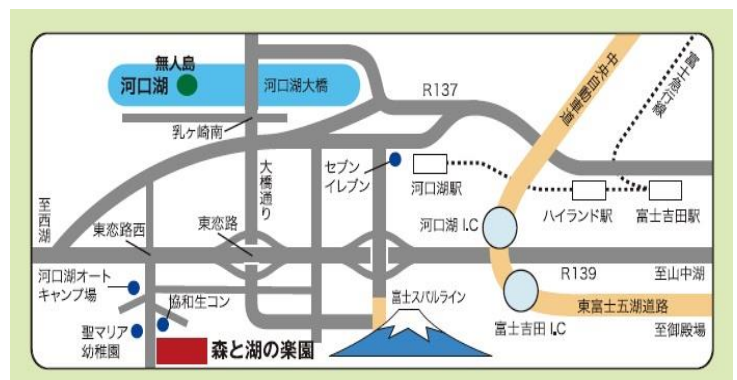 無人島
河口湖
河口湖大橋
R137
中央自動車道
富士急行線
乳ヶ崎南
大橋通り
セブン
イレブン
河口湖駅
ハイランド駅
富士吉田駅
至西湖
東恋路西
東恋路
河口湖 I.C
R139
至山中湖
河口湖オート
キャンプ場
協和生コン
富士スバルライン
東富士五湖道路
富士吉田 I.C
至御殿場
聖マリア
幼稚園
森と湖の楽園